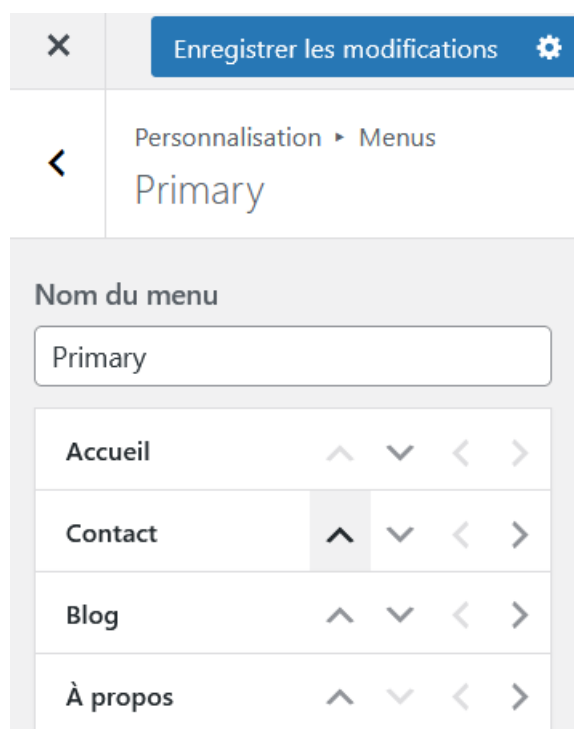 Enregistrer les modifications
Personnalisation ▸ Menus
Primary
Nom du menu
Primary
Accueil
Contact
Blog
À propos